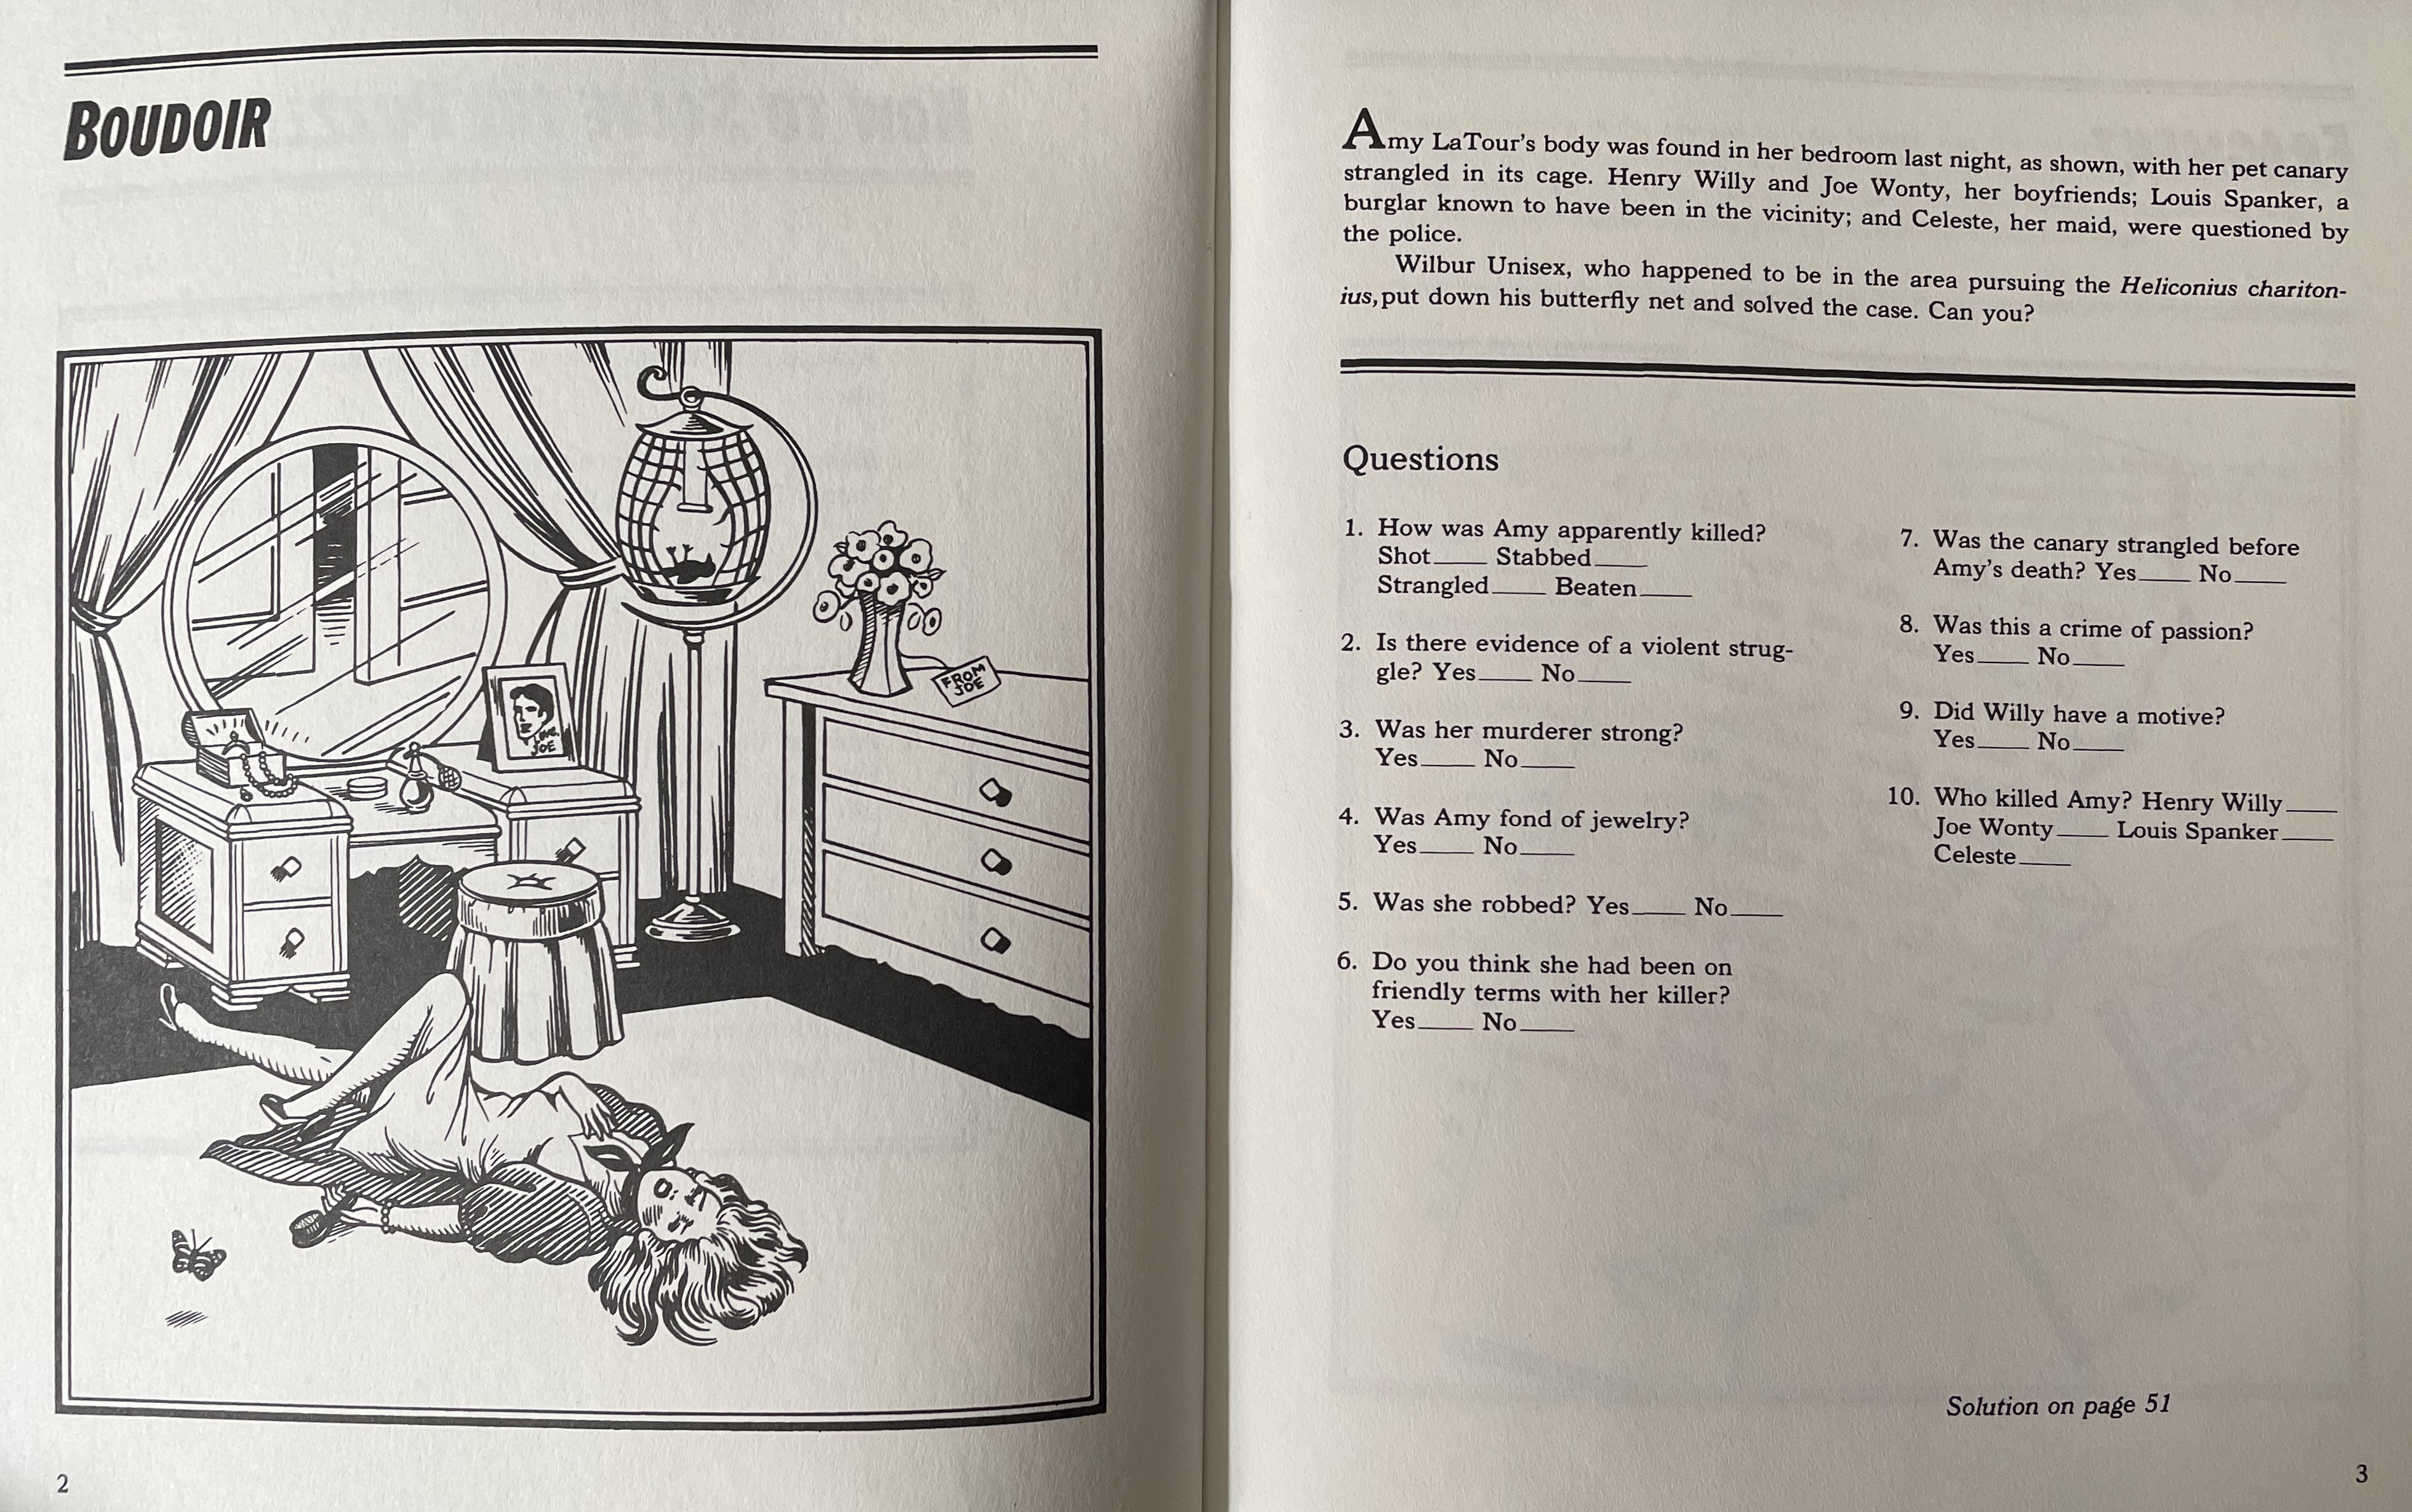 BOUDOIR
LOVE,
JOE
FROM
JOE
2
Amy LaTour's body was found in her bedroom last night, as shown, with her pet canary
strangled in its cage. Henry Willy and Joe Wonty, her boyfriends; Louis Spanker, a
burglar known to have been in the vicinity; and Celeste, her maid, were questioned by
the police.
Wilbur Unisex, who happened to be in the area pursuing the Heliconius chariton-
ius, put down his butterfly net and solved the case. Can you?
Questions
1. How was Amy apparently killed?
Shot____ Stabbed____
Strangled____ Beaten____
2. Is there evidence of a violent strug-
gle? Yes____ No____
3. Was her murderer strong?
Yes____ No____
4. Was Amy fond of jewelry?
Yes____ No____
5. Was she robbed? Yes____ No____
6. Do you think she had been on
friendly terms with her killer?
Yes____ No____
7. Was the canary strangled before
Amy's death? Yes____ No____
8. Was this a crime of passion?
Yes____ No____
9. Did Willy have a motive?
Yes____ No____
10. Who killed Amy? Henry Willy____
Joe Wonty____ Louis Spanker____
Celeste____
Solution on page 51
3